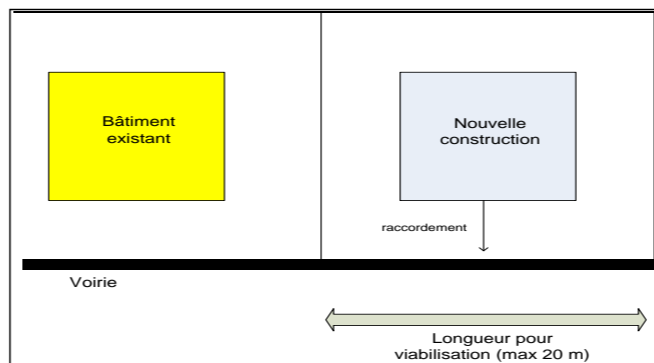 Bâtiment
existant
Nouvelle
construction
raccordement
Voirie
Longueur pour
viabilisation (max 20 m)